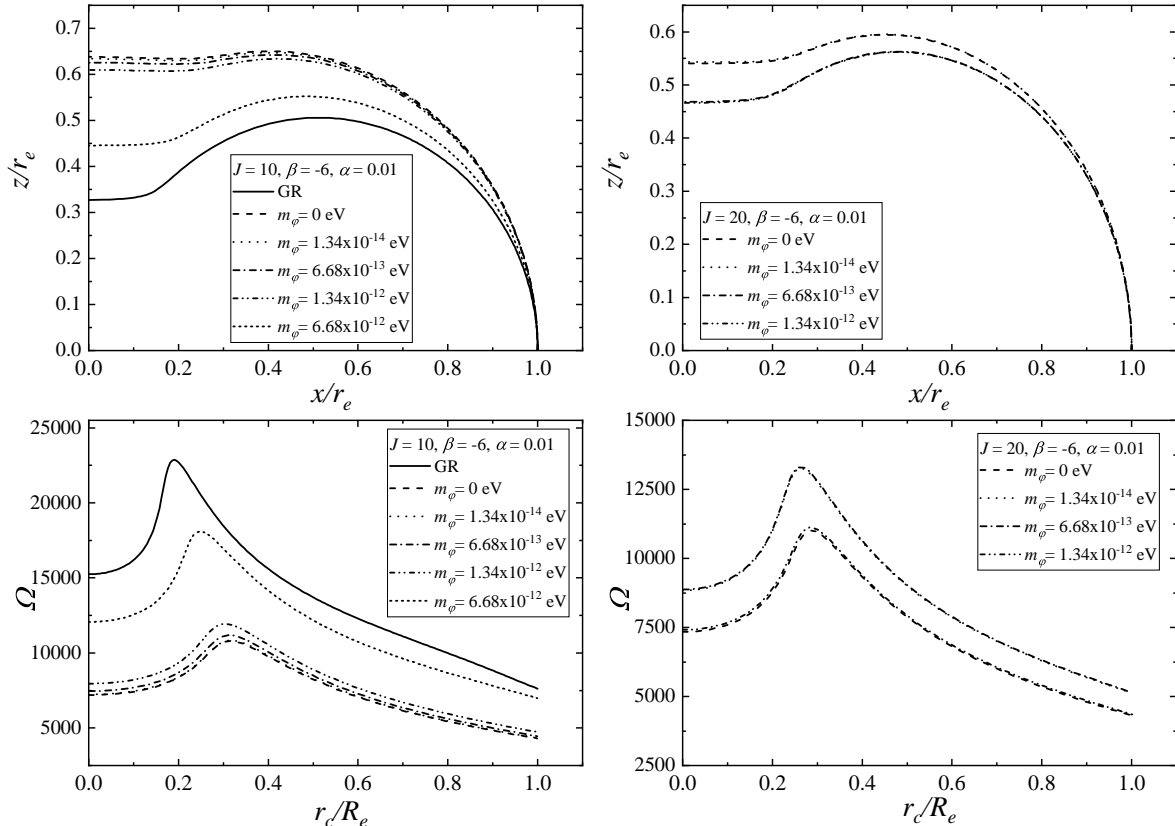 0.7
0.6
0.5
0.4
0.3
0.2
0.1
0.0
z/rₑ
J = 10, β = -6, α = 0.01
GR
m_φ = 0 eV
m_φ = 1.34x10⁻¹⁴ eV
m_φ = 6.68x10⁻¹³ eV
m_φ = 1.34x10⁻¹² eV
m_φ = 6.68x10⁻¹² eV
0.0 0.2 0.4 0.6 0.8 1.0
x/rₑ
0.6
0.5
0.4
0.3
0.2
0.1
0.0
z/rₑ
J = 20, β = -6, α = 0.01
m_φ = 0 eV
m_φ = 1.34x10⁻¹⁴ eV
m_φ = 6.68x10⁻¹³ eV
m_φ = 1.34x10⁻¹² eV
0.0 0.2 0.4 0.6 0.8 1.0
x/rₑ
25000
20000
15000
10000
5000
Ω
J = 10, β = -6, α = 0.01
GR
m_φ = 0 eV
m_φ = 1.34x10⁻¹⁴ eV
m_φ = 6.68x10⁻¹³ eV
m_φ = 1.34x10⁻¹² eV
m_φ = 6.68x10⁻¹² eV
0.0 0.2 0.4 0.6 0.8 1.0
r_c/Rₑ
15000
12500
10000
7500
5000
2500
Ω
J = 20, β = -6, α = 0.01
m_φ = 0 eV
m_φ = 1.34x10⁻¹⁴ eV
m_φ = 6.68x10⁻¹³ eV
m_φ = 1.34x10⁻¹² eV
0.0 0.2 0.4 0.6 0.8 1.0
r_c/Rₑ